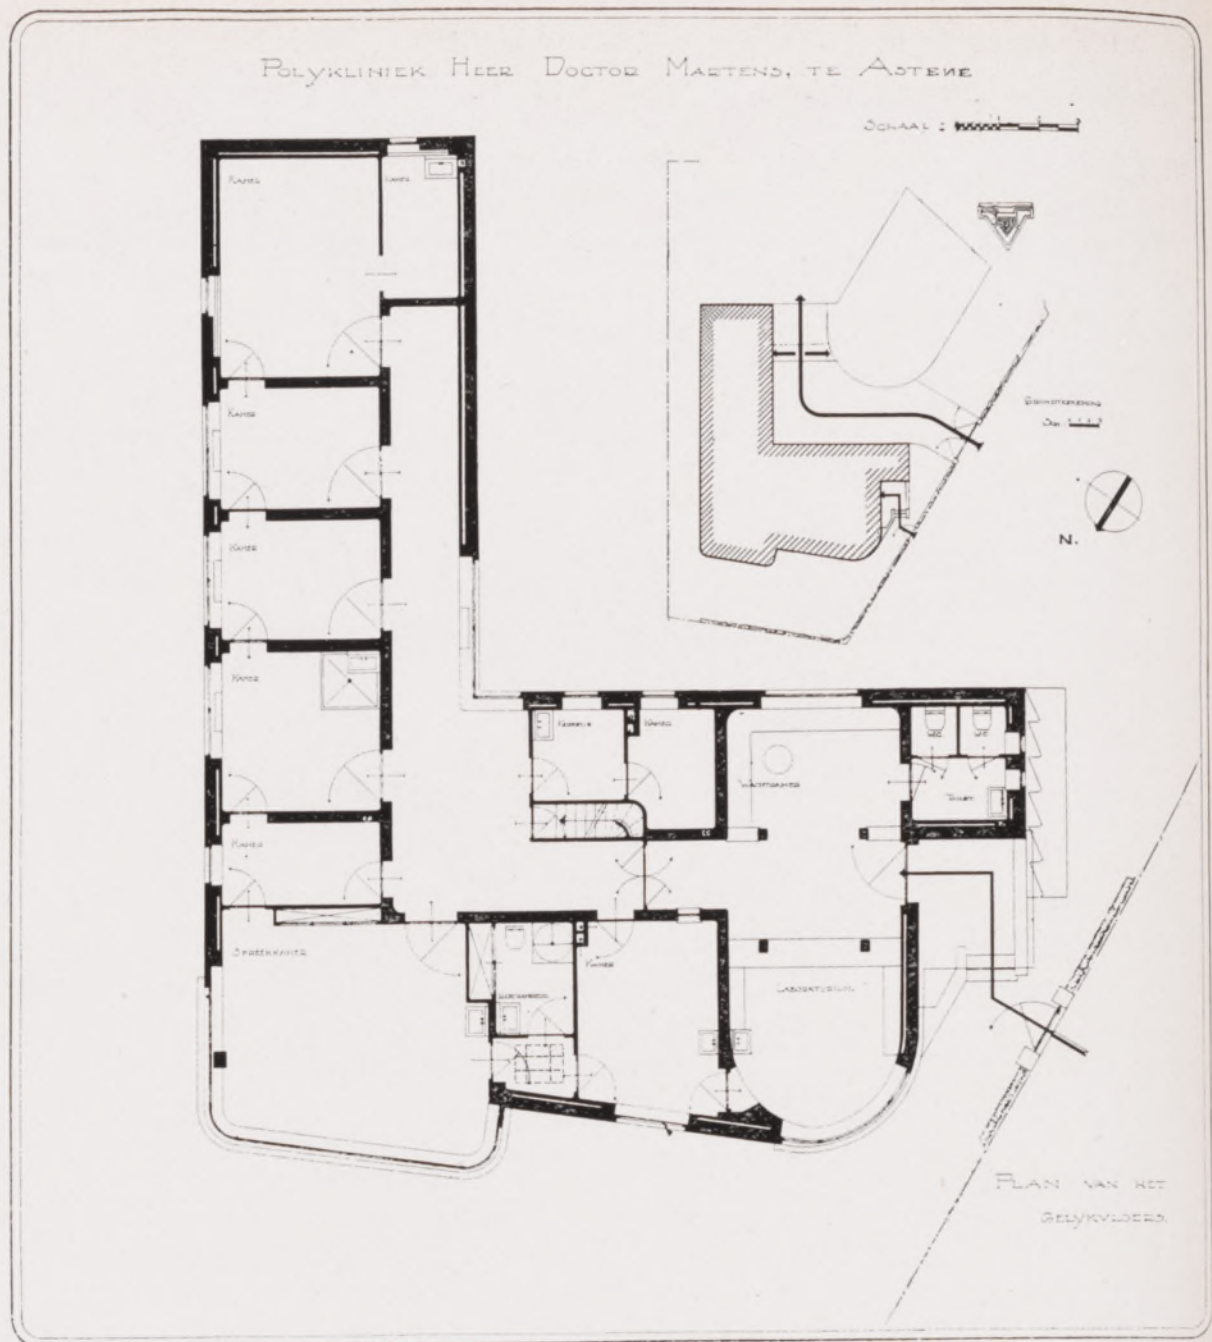 POLYKLINIEK HEER DOCTOR MARTENS, TE ASTENE
SCHAAL :
KAMER
KAMER
KAMER
KAMER
KAMER
KAMER
SPREEKKAMER
KAMER
KAMER
WACHTKAMER
W.C.
W.C.
TOILET
LABORATORIUM.
N.
PLAN VAN HET
GELYKVLOERS.